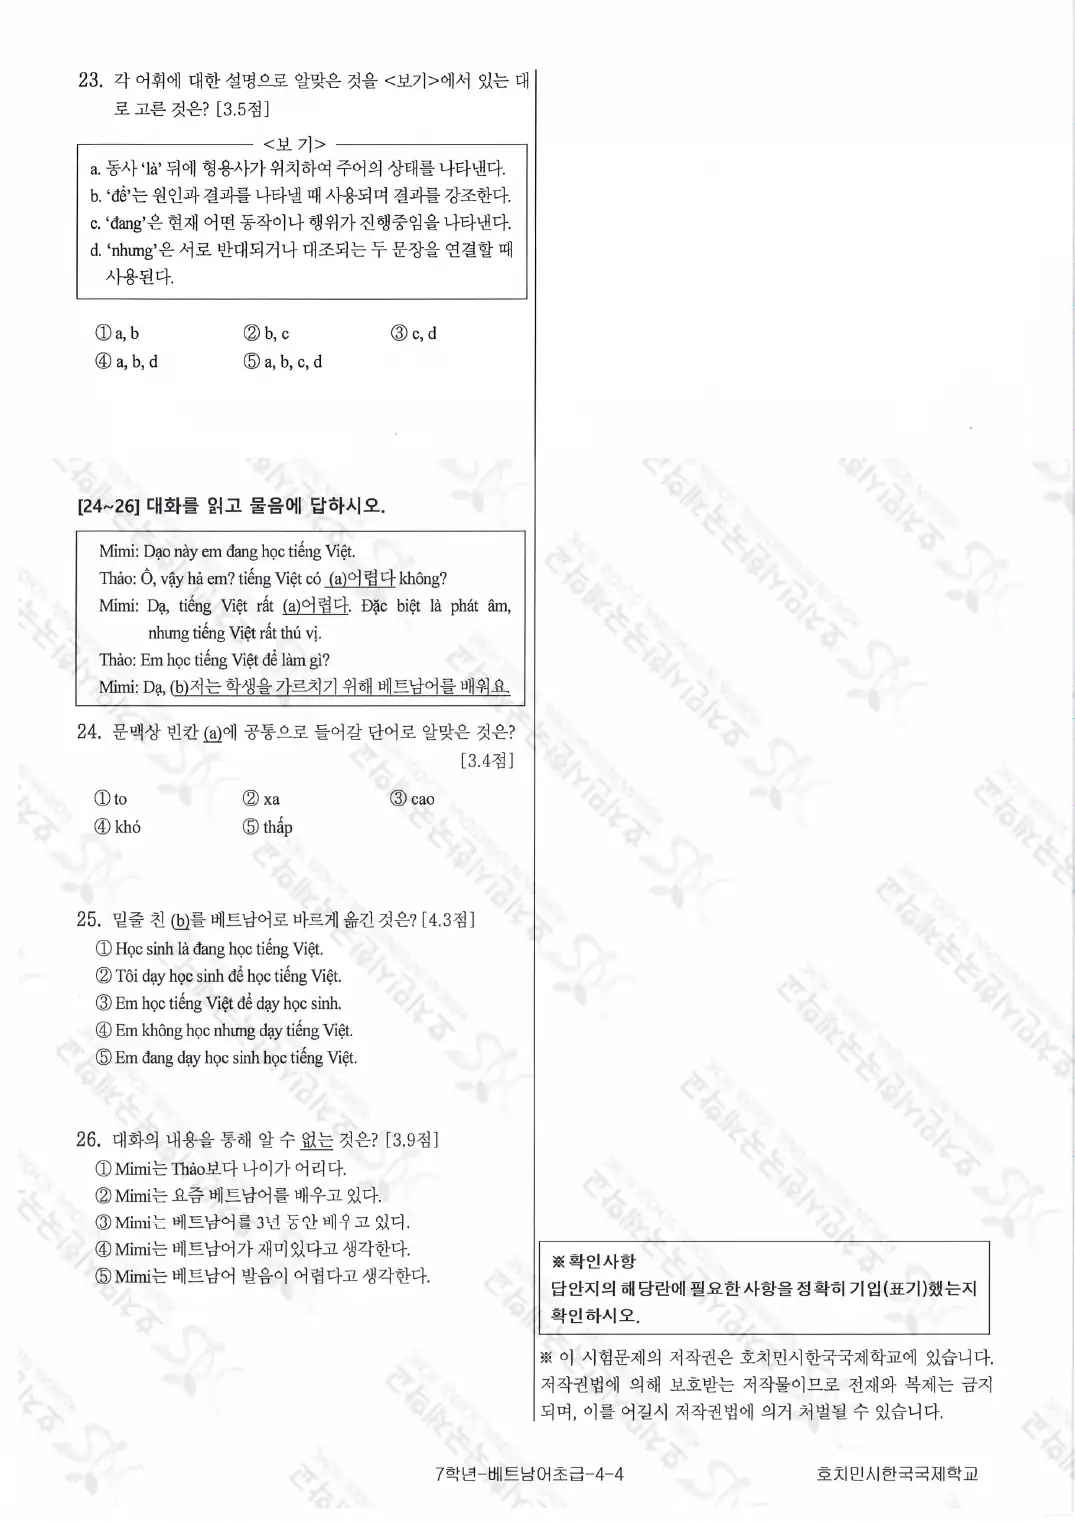 23. 각 어휘에 대한 설명으로 알맞은 것을 <보기>에서 있는 대
로 고른 것은? [3.5점]
<보 기>
a. 동사 ‘là’ 뒤에 형용사가 위치하여 주어의 상태를 나타낸다.
b. ‘để’는 원인과 결과를 나타낼 때 사용되며 결과를 강조한다.
c. ‘đang’은 현재 어떤 동작이나 행위가 진행중임을 나타낸다.
d. ‘nhưng’은 서로 반대되거나 대조되는 두 문장을 연결할 때
사용된다.
① a, b ② b, c ③ c, d
④ a, b, d ⑤ a, b, c, d
[24~26] 대화를 읽고 물음에 답하시오.
Mimi: Dạo này em đang học tiếng Việt.
Thảo: Ồ, vậy hả em? tiếng Việt có (a)어렵다 không?
Mimi: Dạ, tiếng Việt rất (a)어렵다. Đặc biệt là phát âm,
nhưng tiếng Việt rất thú vị.
Thảo: Em học tiếng Việt để làm gì?
Mimi: Dạ, (b)저는 학생을 가르치기 위해 베트남어를 배워요.
24. 문맥상 빈칸 (a)에 공통으로 들어갈 단어로 알맞은 것은?
[3.4점]
① to ② xa ③ cao
④ khó ⑤ thấp
25. 밑줄 친 (b)를 베트남어로 바르게 옮긴 것은? [4.3점]
① Học sinh là đang học tiếng Việt.
② Tôi dạy học sinh để học tiếng Việt.
③ Em học tiếng Việt để dạy học sinh.
④ Em không học nhưng dạy tiếng Việt.
⑤ Em đang dạy học sinh học tiếng Việt.
26. 대화의 내용을 통해 알 수 없는 것은? [3.9점]
① Mimi는 Thảo보다 나이가 어리다.
② Mimi는 요즘 베트남어를 배우고 있다.
③ Mimi는 베트남어를 3년 동안 배우고 있다.
④ Mimi는 베트남어가 재미있다고 생각한다.
⑤ Mimi는 베트남어 발음이 어렵다고 생각한다.
※ 확인사항
답안지의 해당란에 필요한 사항을 정확히 기입(표기)했는지
확인하시오.
※ 이 시험문제의 저작권은 호치민시한국국제학교에 있습니다.
저작권법에 의해 보호받는 저작물이므로 전재와 복제는 금지
되며, 이를 어길시 저작권법에 의거 처벌될 수 있습니다.
7학년-베트남어초급-4-4
호치민시한국국제학교